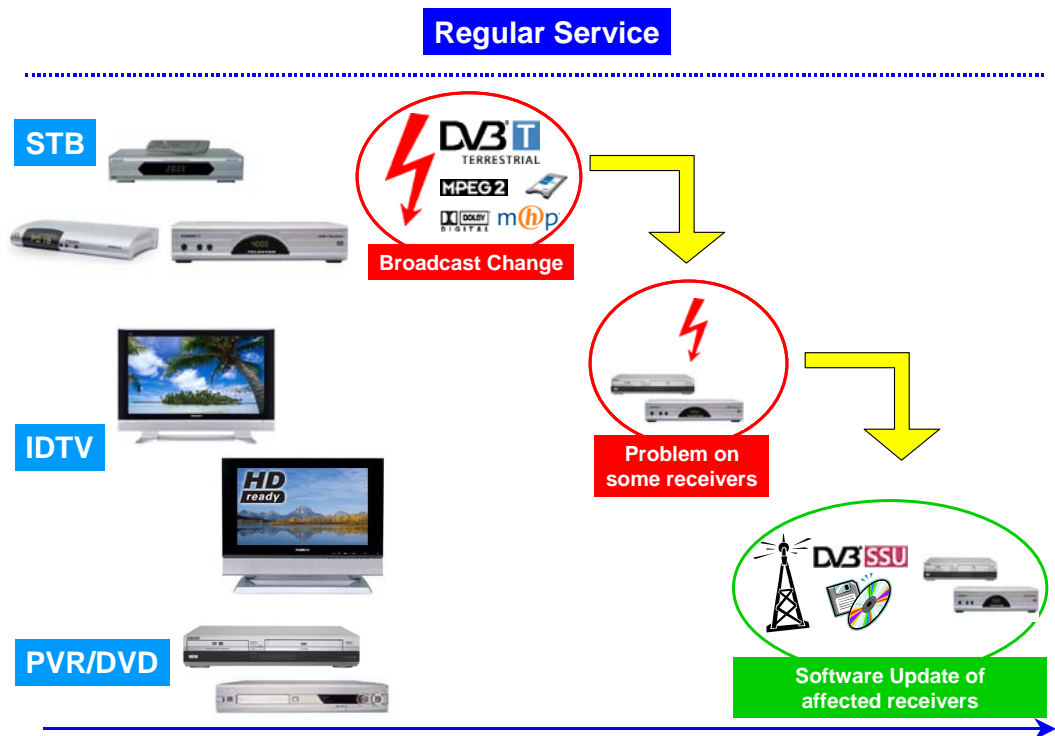 Regular Service
STB
2003
DVB T
TERRESTRIAL
MPEG 2
DOLBY
DIGITAL
mhp
Broadcast Change
IDTV
HD
ready
Problem on
some receivers
DVB SSU
PVR/DVD
Software Update of
affected receivers